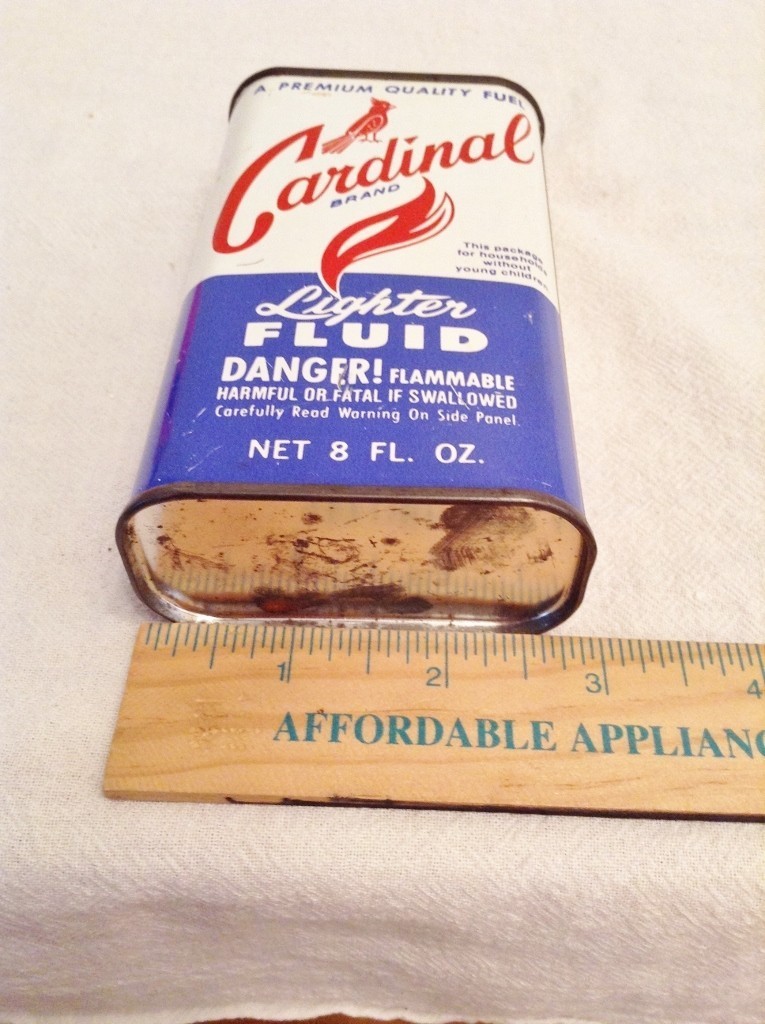 A PREMIUM QUALITY FUEL
Cardinal
BRAND
This package
for households
without
young children
Lighter
FLUID
DANGER! FLAMMABLE
HARMFUL OR FATAL IF SWALLOWED
Carefully Read Warning On Side Panel.
NET 8 FL. OZ.
1 2 3 4
AFFORDABLE APPLIANC